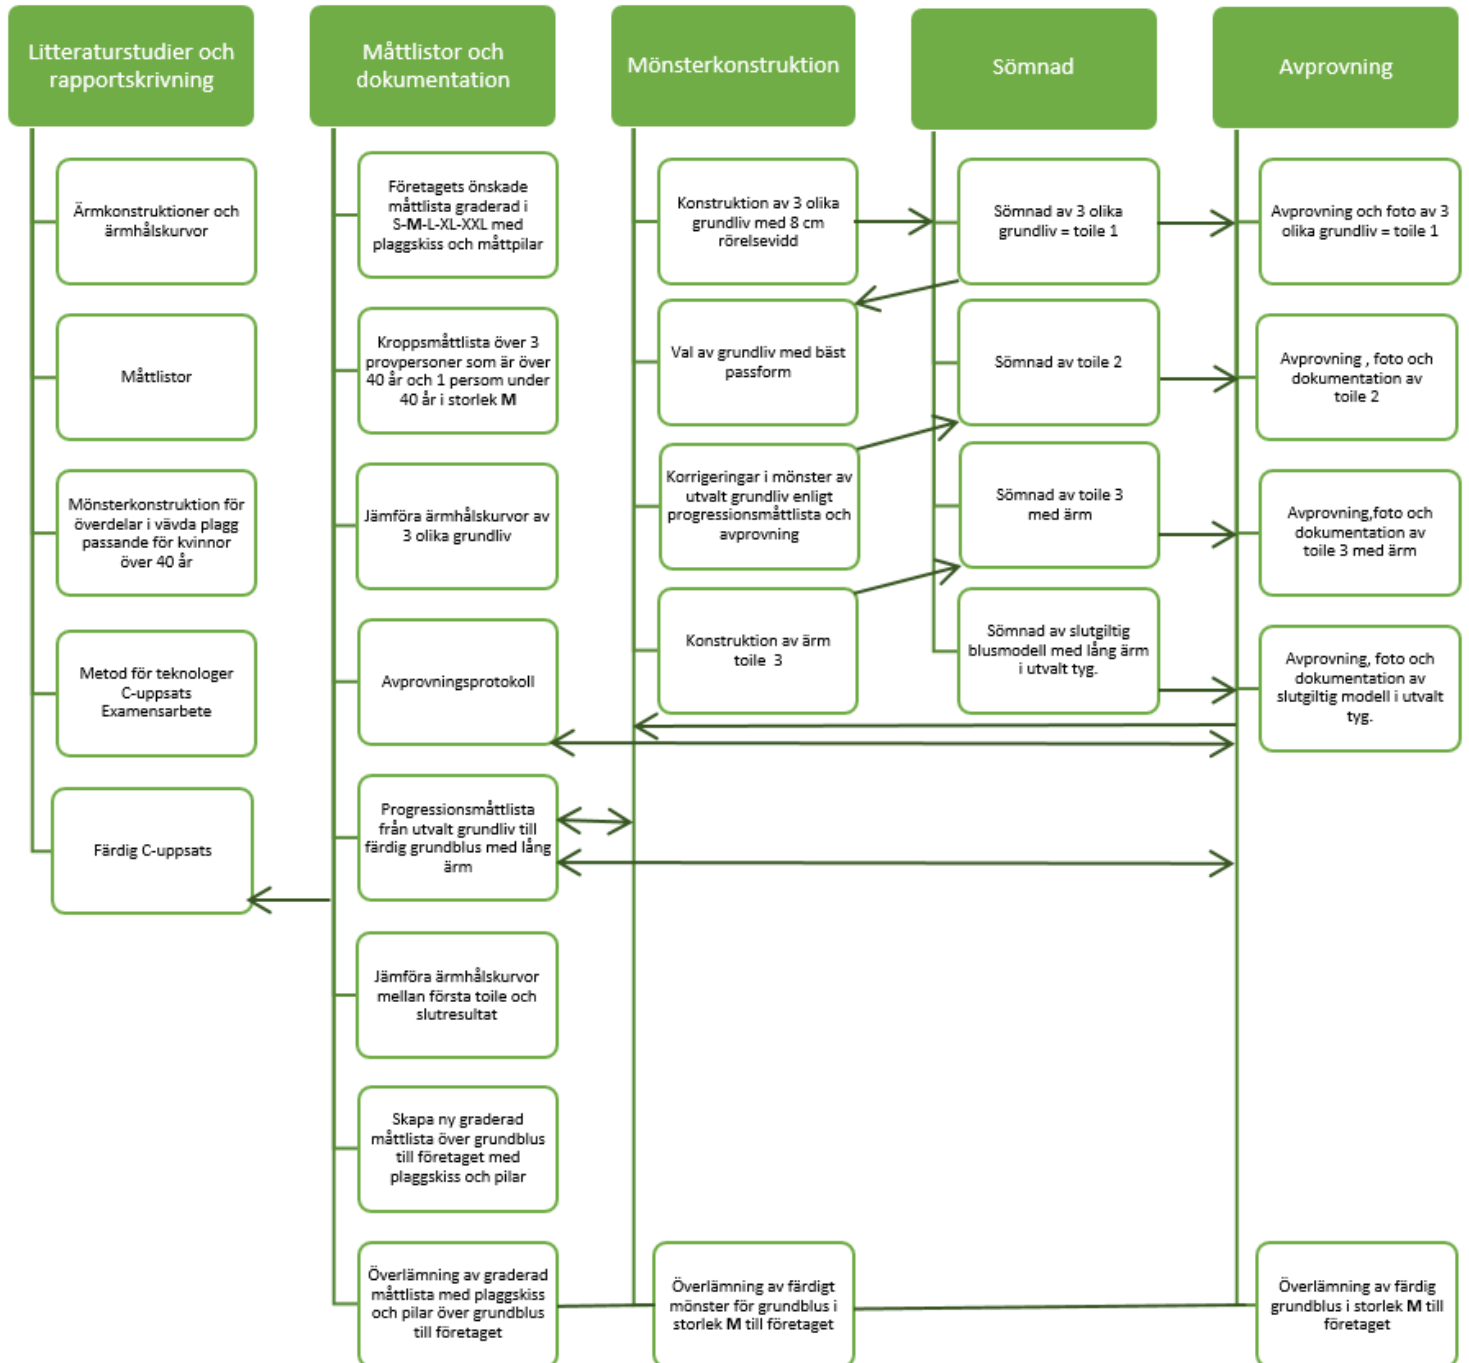 Litteraturstudier och
rapportskrivning
Ärmkonstruktioner och
ärmhålskurvor
Måttlistor
Mönsterkonstruktion för
överdelar i vävda plagg
passande för kvinnor
över 40 år
Metod för teknologer
C-uppsats
Examensarbete
Färdig C-uppsats
Måttlistor och
dokumentation
Företagets önskade
måttlista graderad i
S-M-L-XL-XXL med
plaggskiss och måttpilar
Kroppsmåttlista över 3
provpersoner som är över
40 år och 1 persom under
40 år i storlek M
Jämföra ärmhålskurvor av
3 olika grundliv
Avprovningsprotokoll
Progressionsmåttlista
från utvalt grundliv till
färdig grundblus med lång
ärm
Jämföra ärmhålskurvor
mellan första toile och
slutresultat
Skapa ny graderad
måttlista över grundblus
till företaget med
plaggskiss och pilar
Överlämning av graderad
måttlista med plaggskiss
och pilar över grundblus
till företaget
Mönsterkonstruktion
Konstruktion av 3 olika
grundliv med 8 cm
rörelsevidd
Val av grundliv med bäst
passform
Korrigeringar i mönster av
utvalt grundliv enligt
progressionsmåttlista och
avprovning
Konstruktion av ärm
toile 3
Överlämning av färdigt
mönster för grundblus i
storlek M till företaget
Sömnad
Sömnad av 3 olika
grundliv = toile 1
Sömnad av toile 2
Sömnad av toile 3
med ärm
Sömnad av slutgiltig
blusmodell med lång ärm
i utvalt tyg.
Avprovning
Avprovning och foto av 3
olika grundliv = toile 1
Avprovning , foto och
dokumentation av
toile 2
Avprovning,foto och
dokumentation av
toile 3 med ärm
Avprovning, foto och
dokumentation av
slutgiltig modell i utvalt
tyg.
Överlämning av färdig
grundblus i storlek M till
företaget